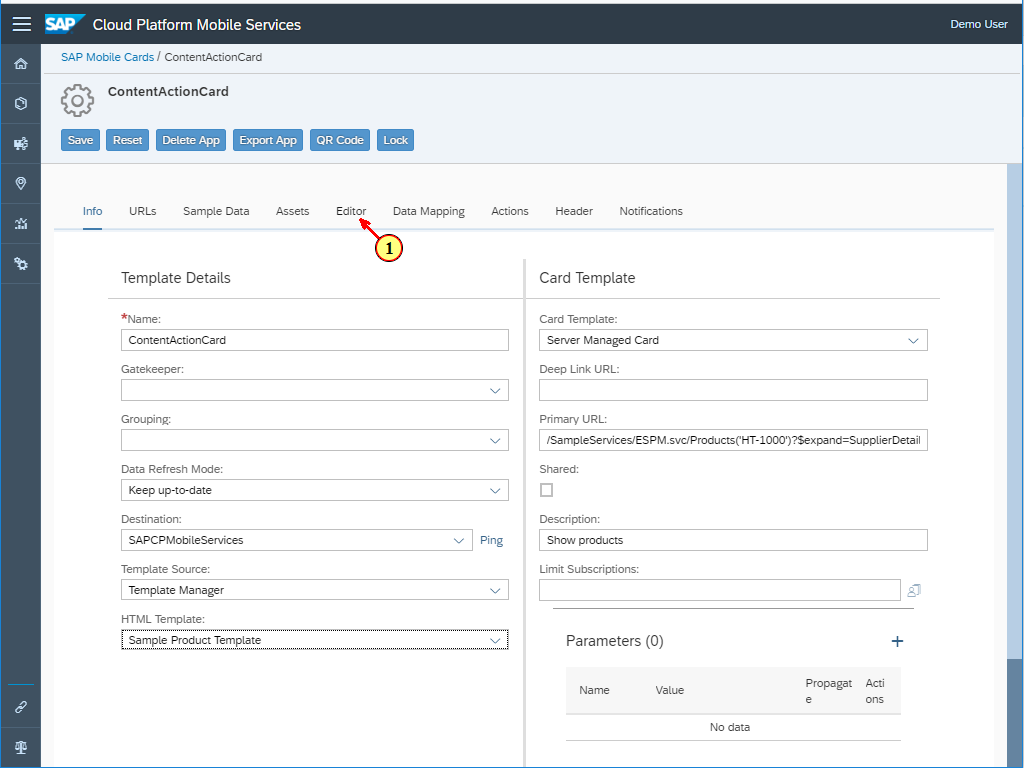 SAP Cloud Platform Mobile Services
Demo User
SAP Mobile Cards / ContentActionCard
ContentActionCard
Save Reset Delete App Export App QR Code Lock
Info URLs Sample Data Assets Editor Data Mapping Actions Header Notifications
1
Template Details
*Name:
ContentActionCard
Gatekeeper:
Grouping:
Data Refresh Mode:
Keep up-to-date
Destination:
SAPCPMobileServices Ping
Template Source:
Template Manager
HTML Template:
Sample Product Template
Card Template
Card Template:
Server Managed Card
Deep Link URL:
Primary URL:
/SampleServices/ESPM.svc/Products('HT-1000')?$expand=SupplierDetail
Shared:
Description:
Show products
Limit Subscriptions:
Parameters (0) +
Name Value Propagat Acti
e ons
No data